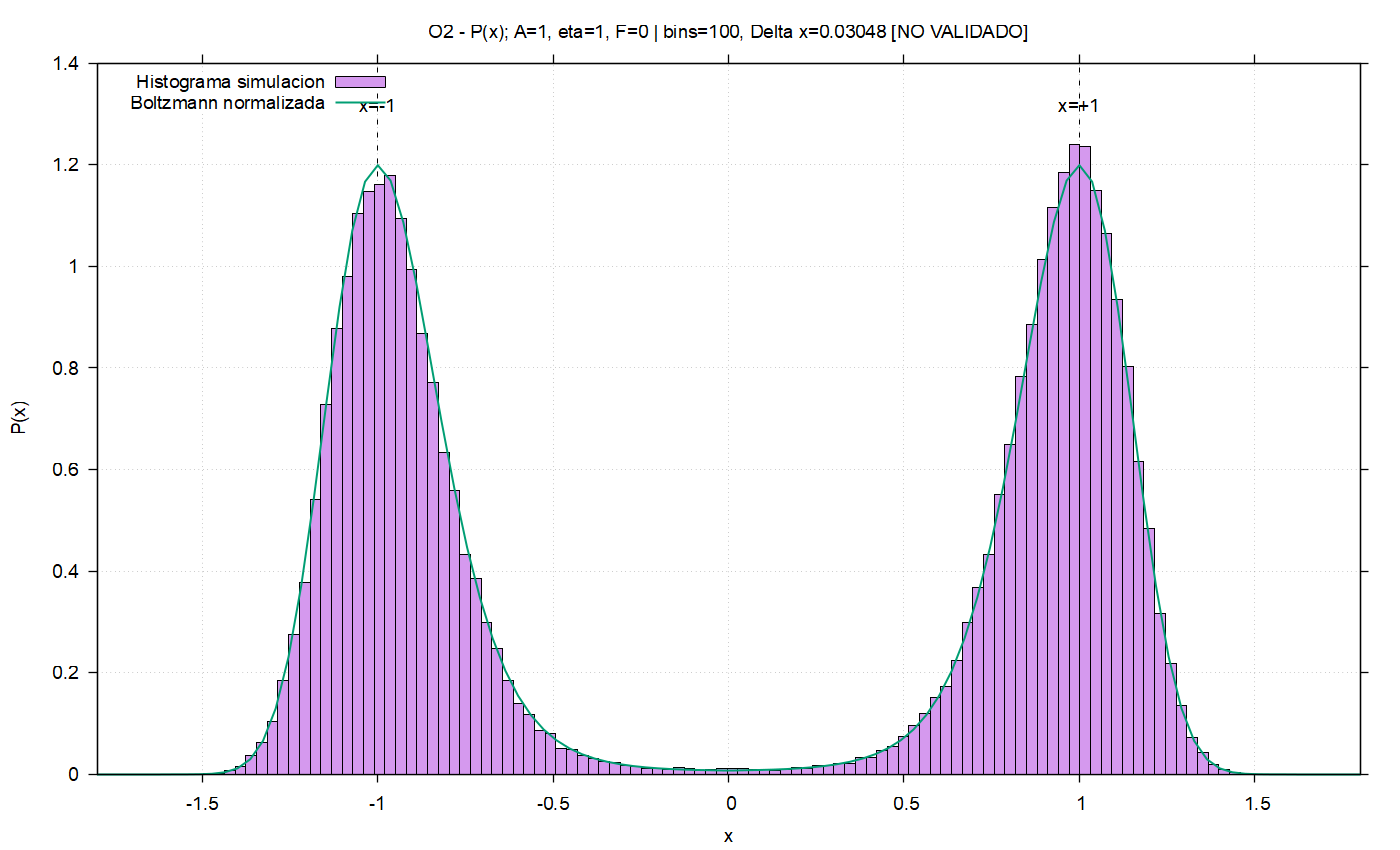 O2 - P(x); A=1, eta=1, F=0 | bins=100, Delta x=0.03048 [NO VALIDADO]
Histograma simulacion
Boltzmann normalizada
x=-1
x=+1
1.4
1.2
1
0.8
0.6
0.4
0.2
0
P(x)
-1.5
-1
-0.5
0
0.5
1
1.5
x